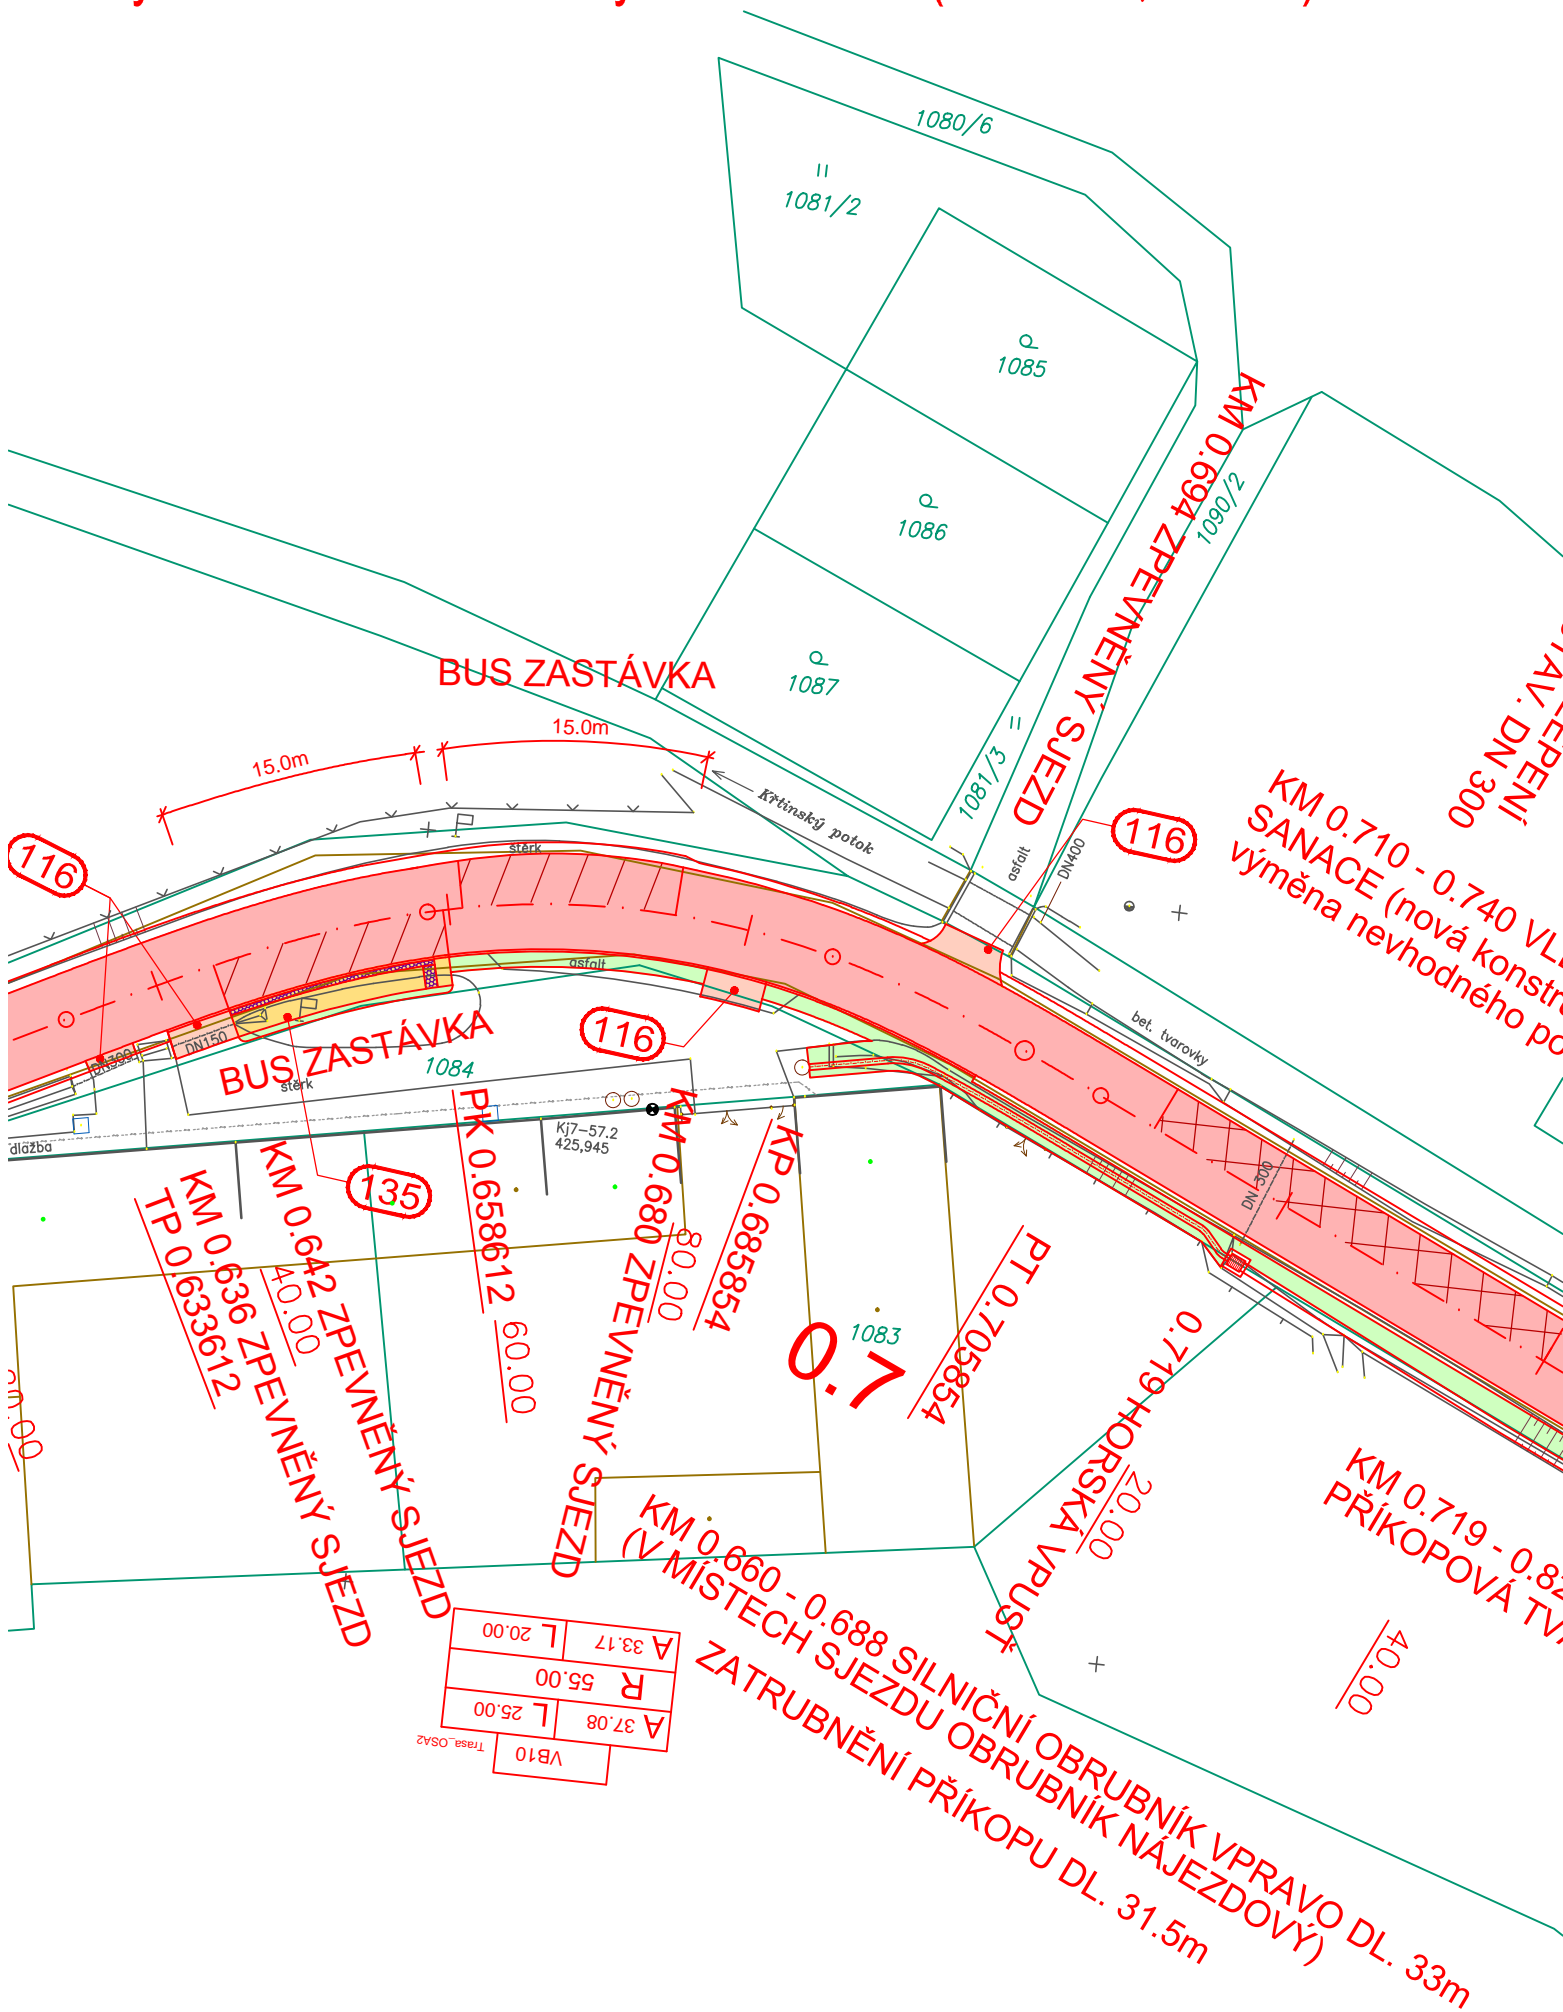 1080/6
1081/2
1085
1086
1087
1081/3
1090/2
KM 0.694 ZPEVNĚNÝ SJEZD
STAV. DN 300
BUS ZASTÁVKA
15.0m
15.0m
Křtinský potok
asfalt
DN400
116
116
KM 0.710 - 0.740
SANACE (nová
výměna nevhodného
štěrk
asfalt
bet. tvarovky
DN300
DN150
BUS ZASTÁVKA
štěrk
1084
116
dlažba
Kj7-57.2
425,945
135
DN 300
TP 0.633612
KM 0.636 ZPEVNĚNÝ SJEZD
40.00
KM 0.642 ZPEVNĚNÝ SJEZD
PK 0.658612
60.00
KM 0.680 ZPEVNĚNÝ SJEZD
80.00
KP 0.685854
0.7
1083
PT 0.705854
20.00
0.719 HORSKÁ VPUSŤ
KM 0.719 -
PŘÍKOPOVÁ
40.00
KM 0.660 - 0.688 SILNIČNÍ OBRUBNÍK VPRAVO DL. 33m
(V MÍSTECH SJEZDU OBRUBNÍK NÁJEZDOVÝ)
ZATRUBNĚNÍ PŘÍKOPU DL. 31.5m
VB10
Trasa_OSA2
A 37.08 L 25.00
R 55.00
A 33.17 L 20.00